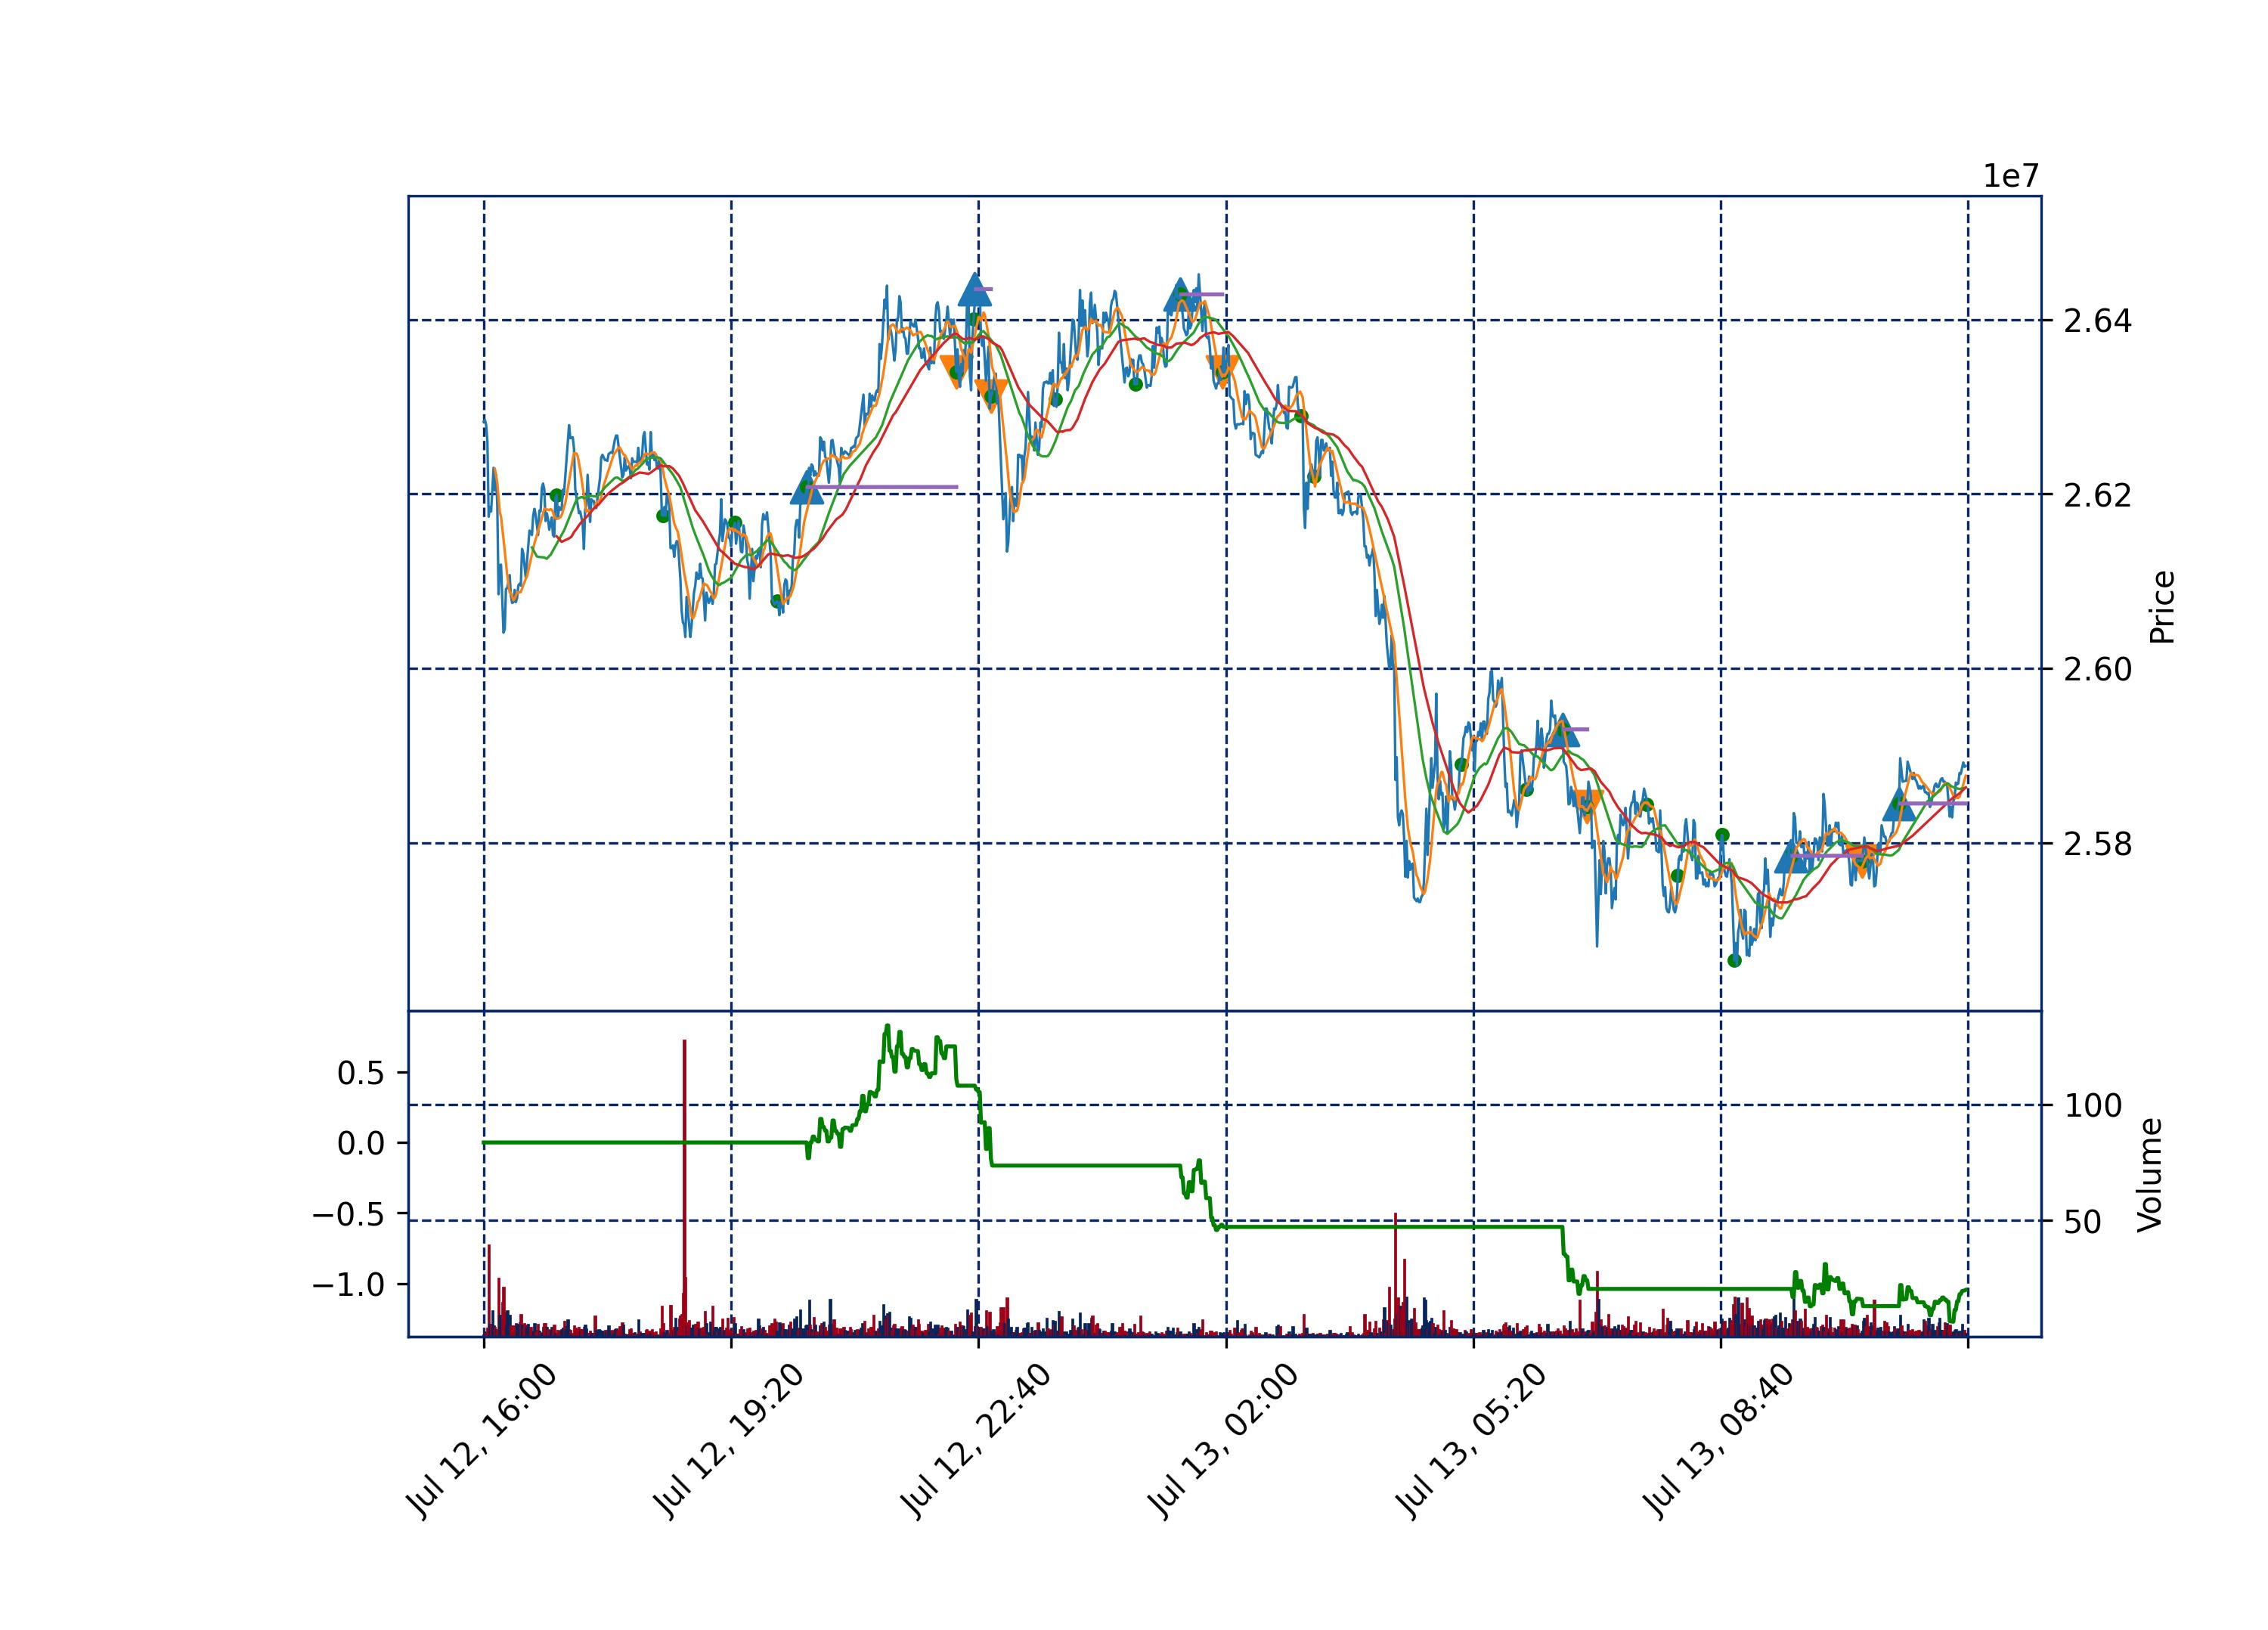 1e7
2.64
2.62
2.60
2.58
Price
0.5
0.0
−0.5
−1.0
100
50
Volume
Jul 12, 16:00
Jul 12, 19:20
Jul 12, 22:40
Jul 13, 02:00
Jul 13, 05:20
Jul 13, 08:40